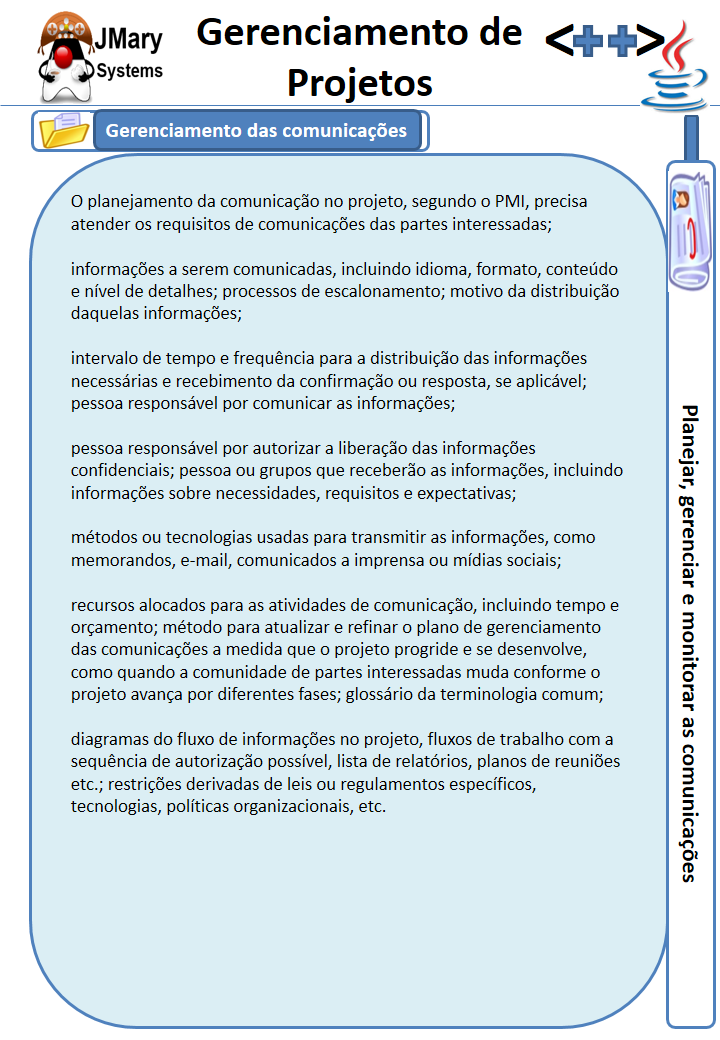 JMary
Systems
Gerenciamento de
Projetos
<++>
Gerenciamento das comunicações
O planejamento da comunicação no projeto, segundo o PMI, precisa
atender os requisitos de comunicações das partes interessadas;
informações a serem comunicadas, incluindo idioma, formato, conteúdo
e nível de detalhes; processos de escalonamento; motivo da distribuição
daquelas informações;
intervalo de tempo e frequência para a distribuição das informações
necessárias e recebimento da confirmação ou resposta, se aplicável;
pessoa responsável por comunicar as informações;
pessoa responsável por autorizar a liberação das informações
confidenciais; pessoa ou grupos que receberão as informações, incluindo
informações sobre necessidades, requisitos e expectativas;
métodos ou tecnologias usadas para transmitir as informações, como
memorandos, e-mail, comunicados a imprensa ou mídias sociais;
recursos alocados para as atividades de comunicação, incluindo tempo e
orçamento; método para atualizar e refinar o plano de gerenciamento
das comunicações a medida que o projeto progride e se desenvolve,
como quando a comunidade de partes interessadas muda conforme o
projeto avança por diferentes fases; glossário da terminologia comum;
diagramas do fluxo de informações no projeto, fluxos de trabalho com a
sequência de autorização possível, lista de relatórios, planos de reuniões
etc.; restrições derivadas de leis ou regulamentos específicos,
tecnologias, políticas organizacionais, etc.
Planejar, gerenciar e monitorar as comunicações